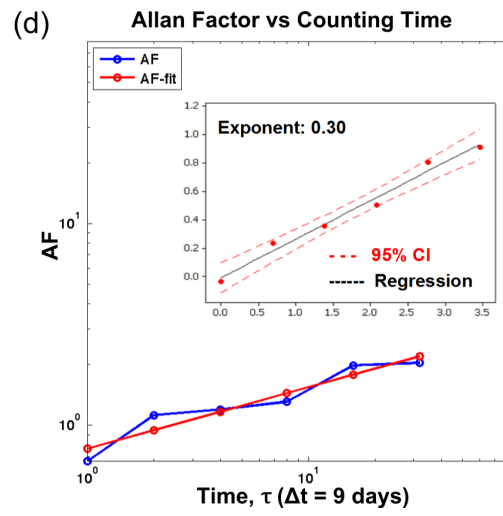 (d)
Allan Factor vs Counting Time
AF
AF-fit
Exponent: 0.30
1.2
1.0
0.8
0.6
0.4
0.2
0.0
95% CI
Regression
0.0 0.5 1.0 1.5 2.0 2.5 3.0 3.5
AF
10¹
10⁰
10⁰ 10¹
Time, τ (Δt = 9 days)